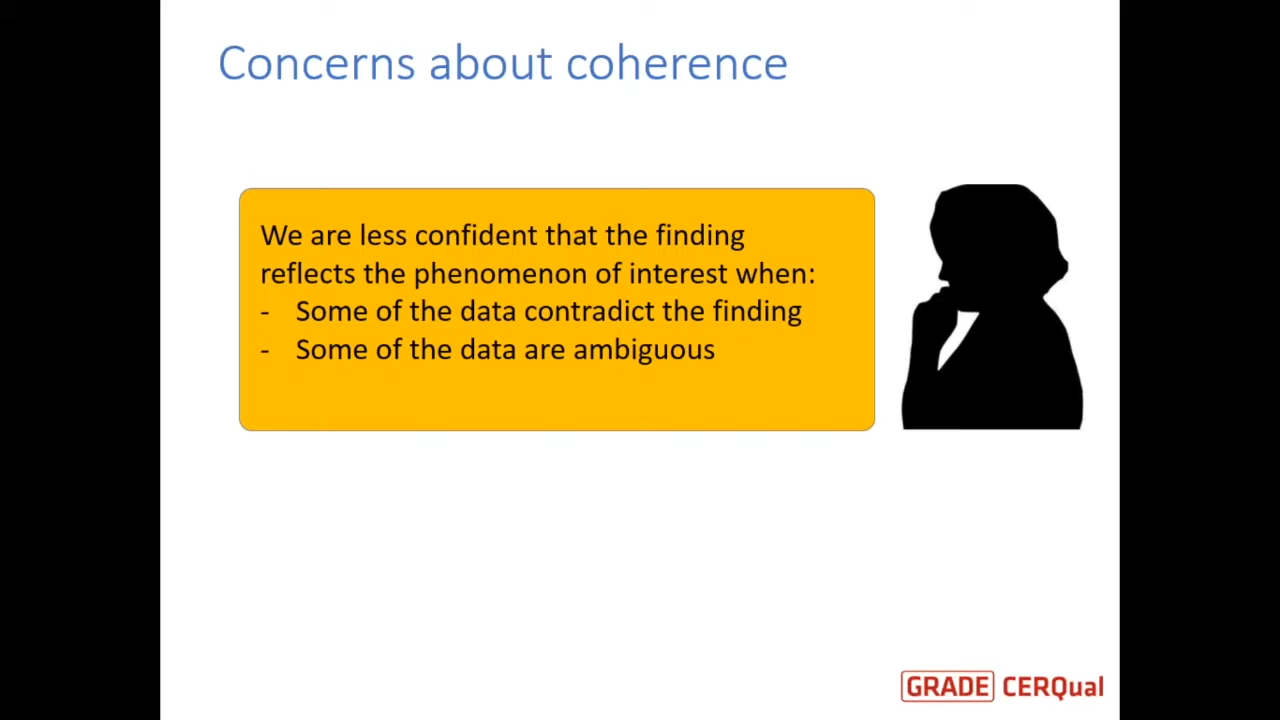 Concerns about coherence
We are less confident that the finding
reflects the phenomenon of interest when:
- Some of the data contradict the finding
- Some of the data are ambiguous
GRADE CERQual